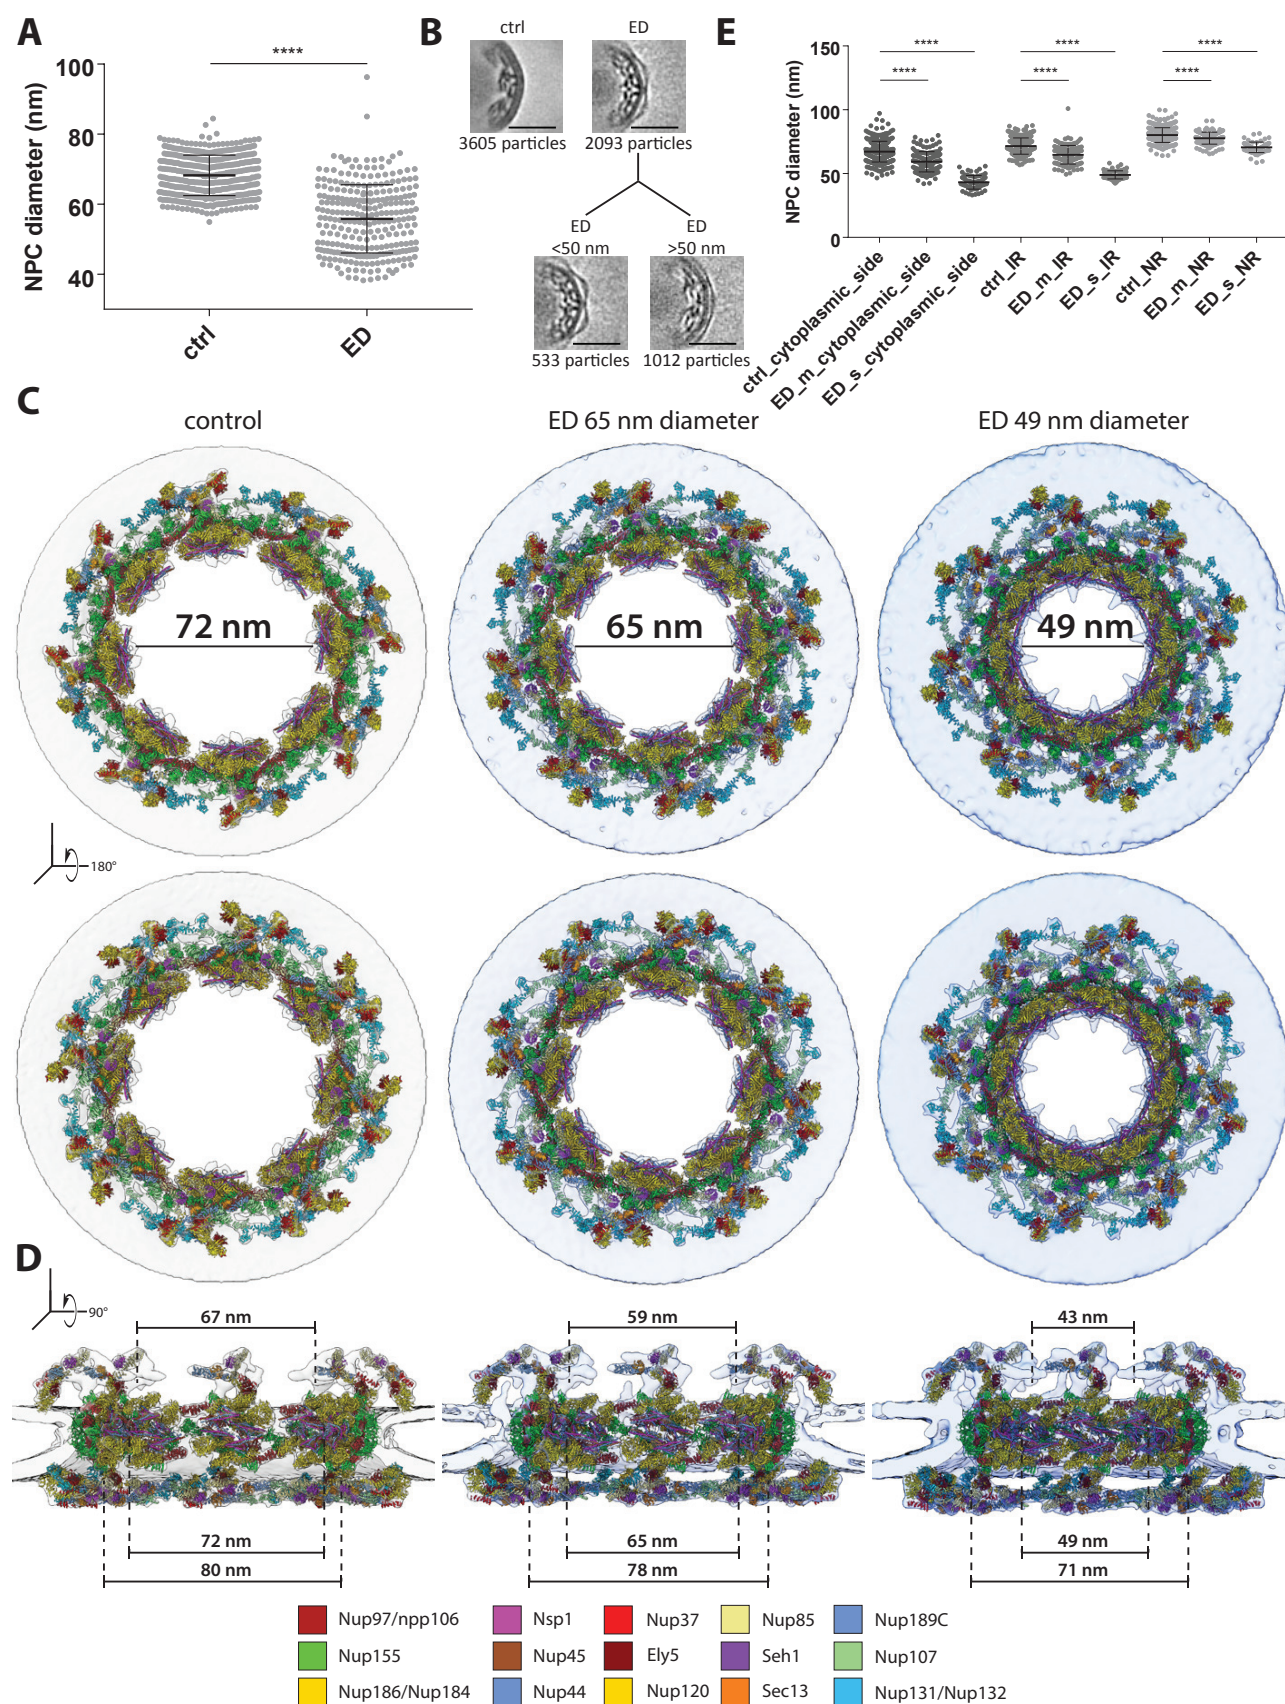 A
****
NPC diameter (nm)
100
80
60
40
ctrl
ED
B
ctrl
ED
3605 particles
2093 particles
ED
<50 nm
ED
>50 nm
533 particles
1012 particles
E
NPC diameter (nm)
150
100
50
0
**** **** ****
**** **** ****
ctrl_cytoplasmic_side
ED_m_cytoplasmic_side
ED_s_cytoplasmic_side
ctrl_IR
ED_m_IR
ED_s_IR
ctrl_NR
ED_m_NR
ED_s_NR
C
control
ED 65 nm diameter
ED 49 nm diameter
72 nm
65 nm
49 nm
180°
D
90°
67 nm
59 nm
43 nm
72 nm
65 nm
49 nm
80 nm
78 nm
71 nm
Nup97/npp106
Nsp1
Nup37
Nup85
Nup189C
Nup155
Nup45
Ely5
Seh1
Nup107
Nup186/Nup184
Nup44
Nup120
Sec13
Nup131/Nup132